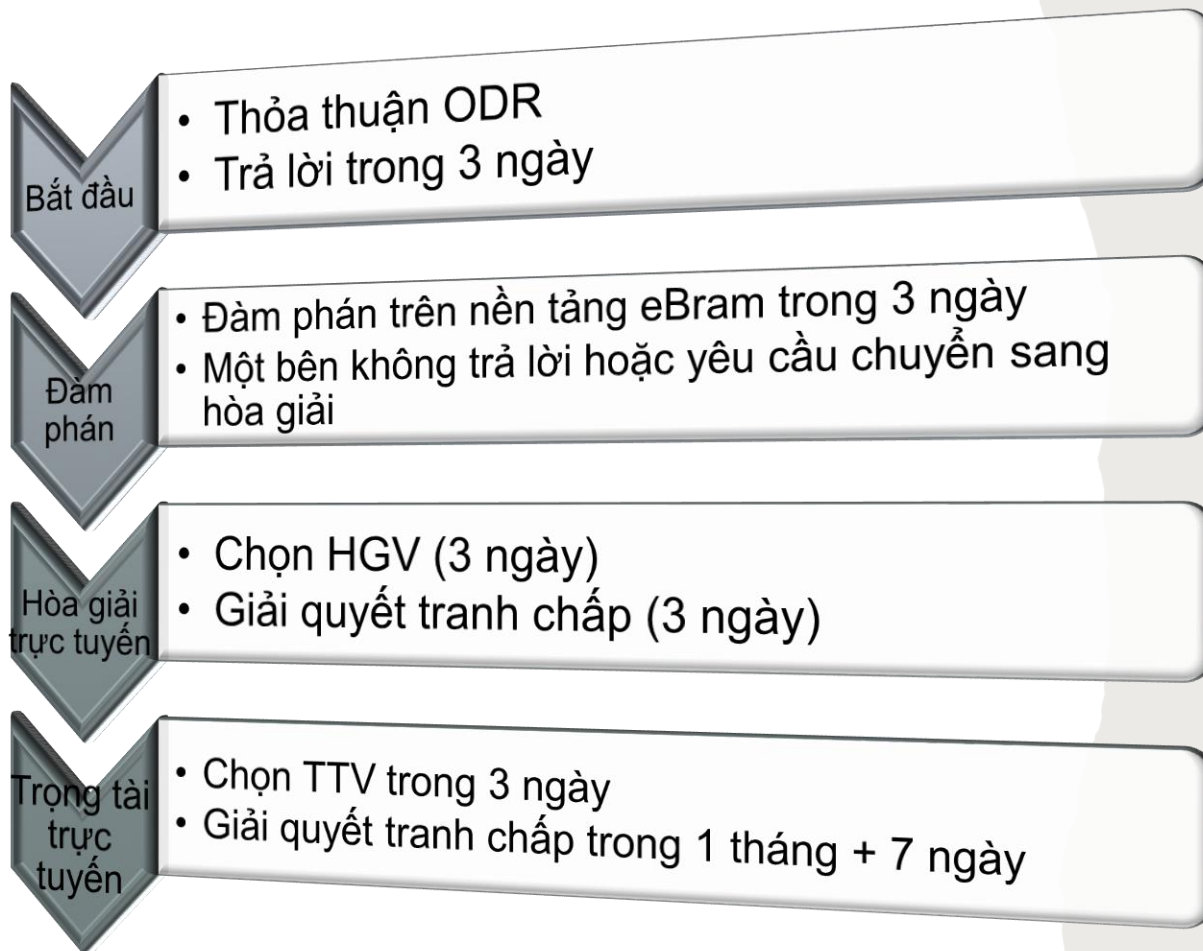 Bắt đầu
• Thỏa thuận ODR
• Trả lời trong 3 ngày
Đàm
phán
• Đàm phán trên nền tảng eBram trong 3 ngày
• Một bên không trả lời hoặc yêu cầu chuyển sang
hòa giải
Hòa giải
trực tuyến
• Chọn HGV (3 ngày)
• Giải quyết tranh chấp (3 ngày)
Trọng tài
trực
tuyến
• Chọn TTV trong 3 ngày
• Giải quyết tranh chấp trong 1 tháng + 7 ngày